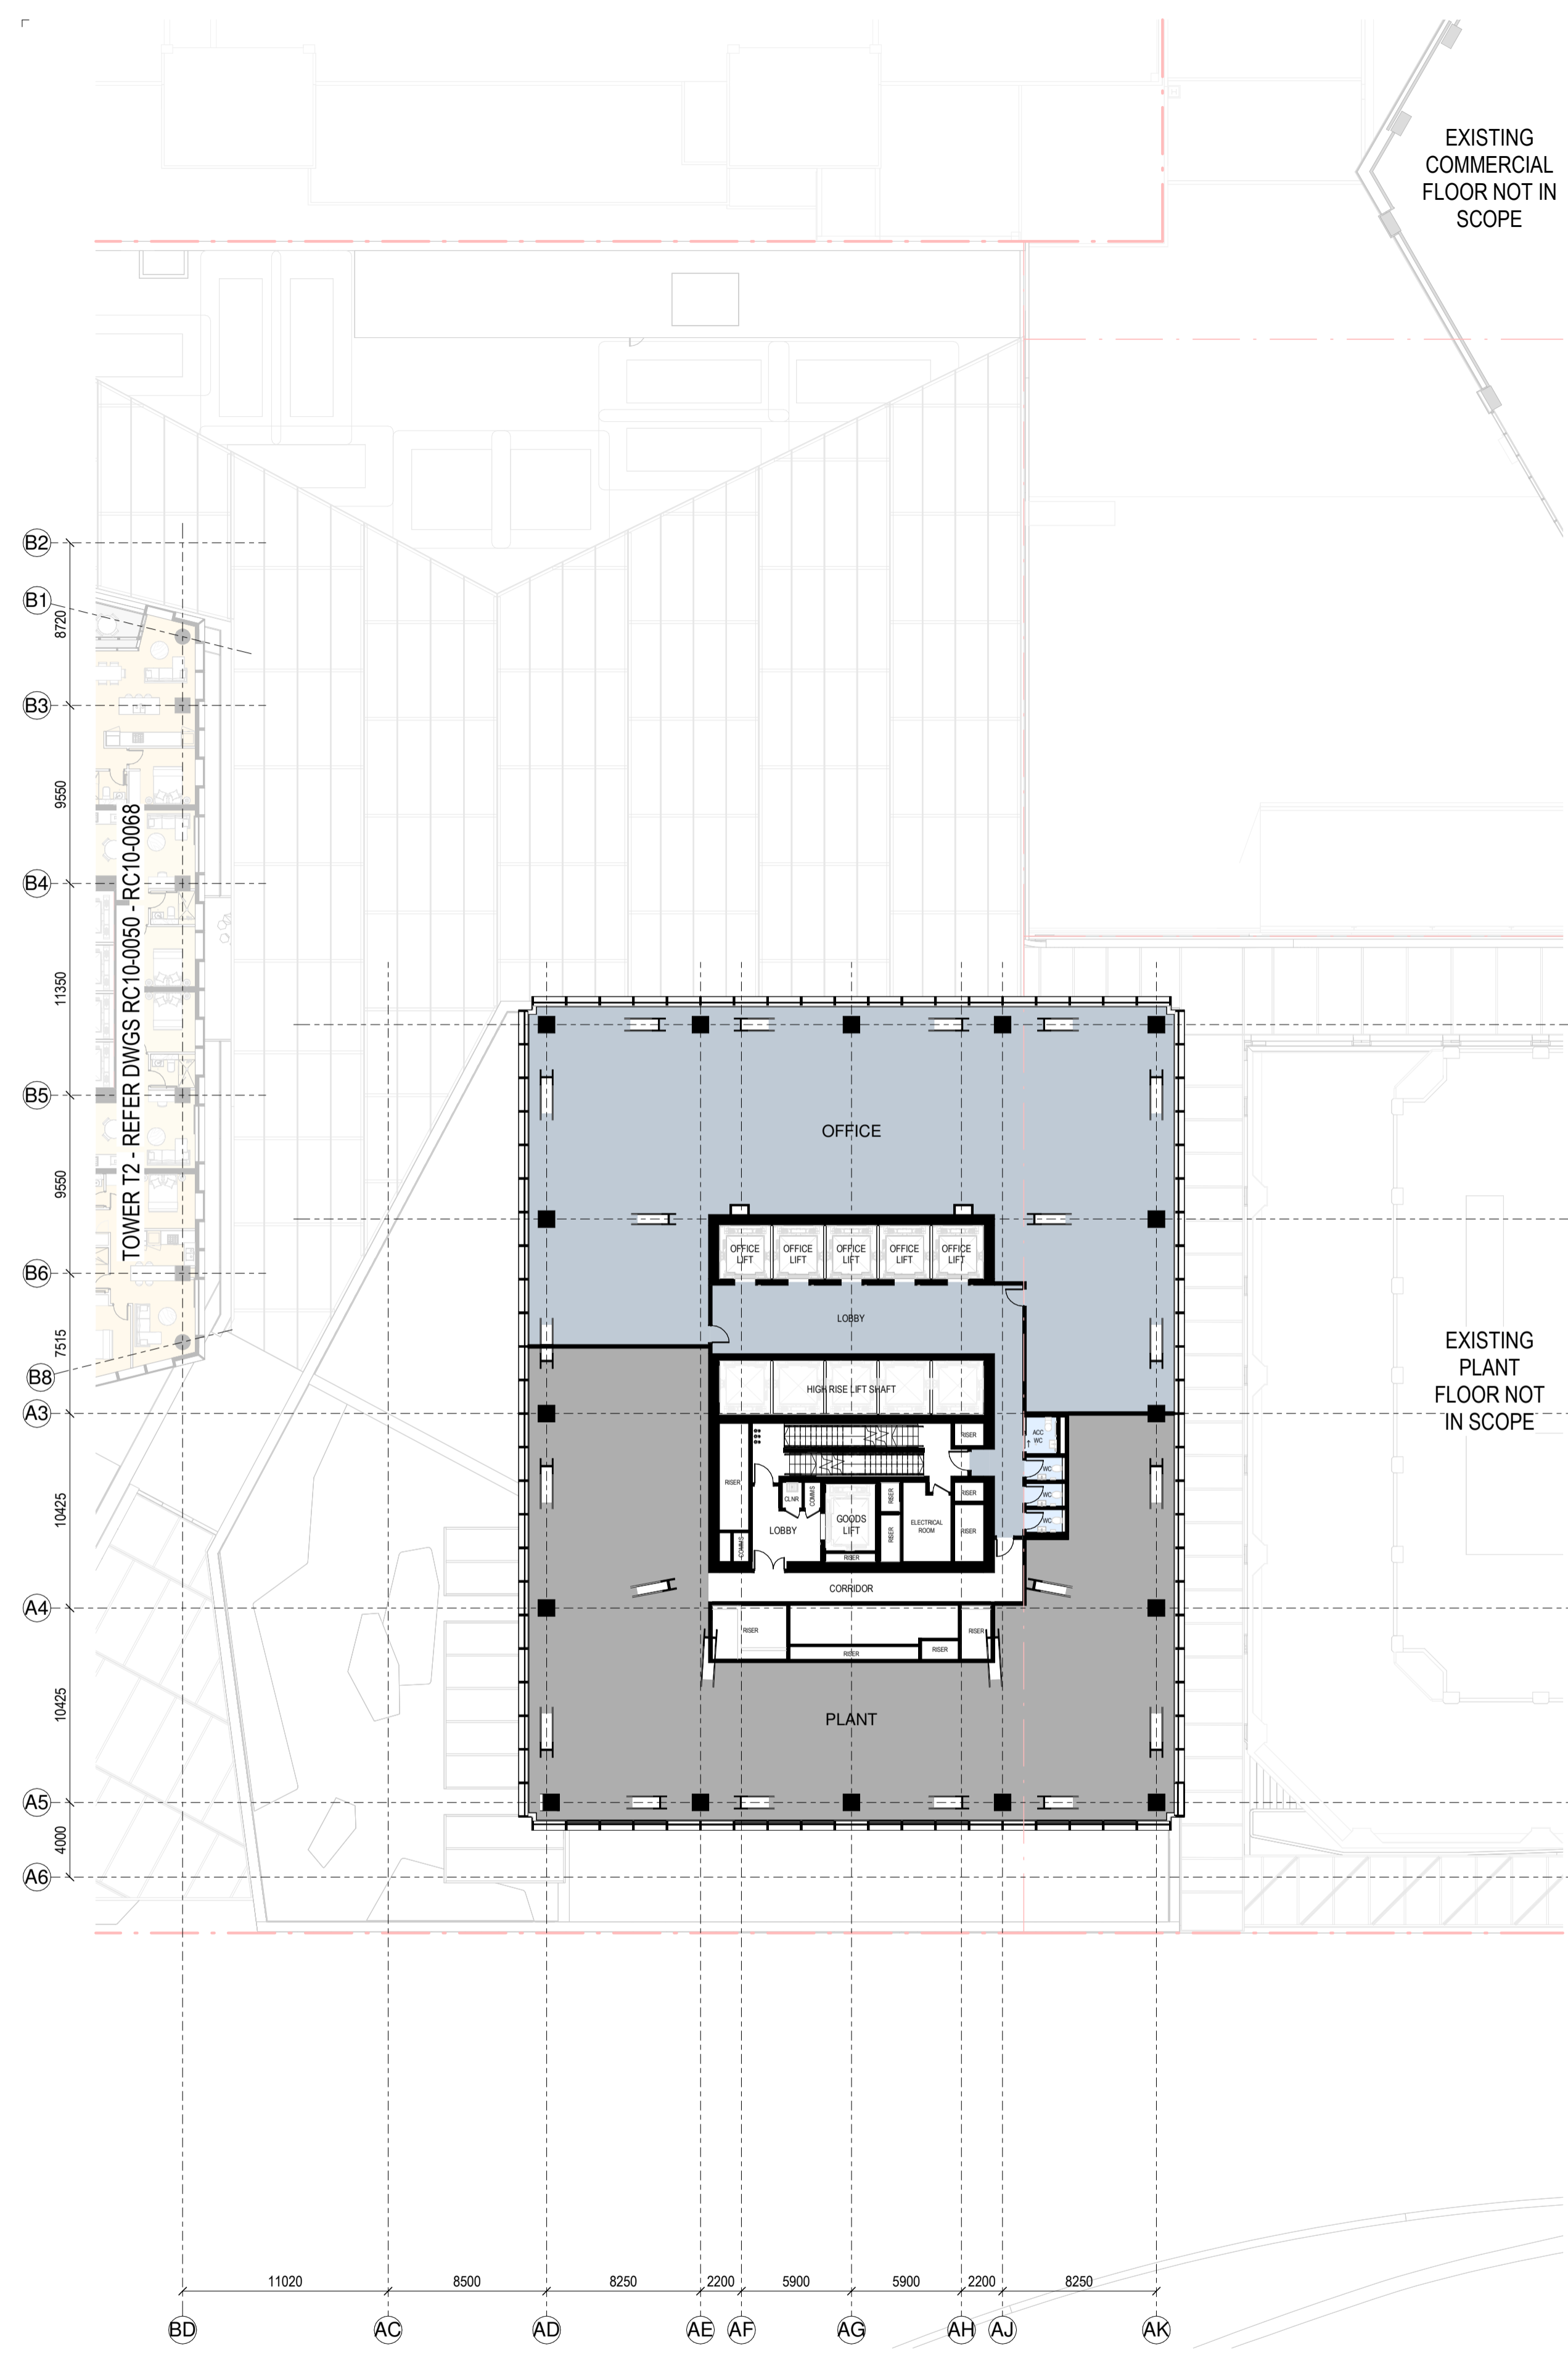 EXISTING
COMMERCIAL
FLOOR NOT IN
SCOPE
B2
B1
8720
B3
9550
TOWER T2 - REFER DWGS RC10-0050 - RC10-0068
B4
11350
B5
9550
B6
7515
B8
A3
10425
A4
10425
A5
4000
A6
OFFICE
OFFICE
LIFT
OFFICE
LIFT
OFFICE
LIFT
OFFICE
LIFT
OFFICE
LIFT
LOBBY
HIGH RISE LIFT SHAFT
EXISTING
PLANT
FLOOR NOT
IN SCOPE
RISER
ACC
WC
WC
RISER
CLNR
COMMS
RISER
RISER
WC
GOODS
LIFT
ELECTRICAL
ROOM
LOBBY
RISER
RISER
WC
COMMS
RISER
CORRIDOR
RISER
RISER
RISER
RISER
PLANT
11020
8500
8250
2200
5900
5900
2200
8250
BD
AC
AD
AE
AF
AG
AH
AJ
AK